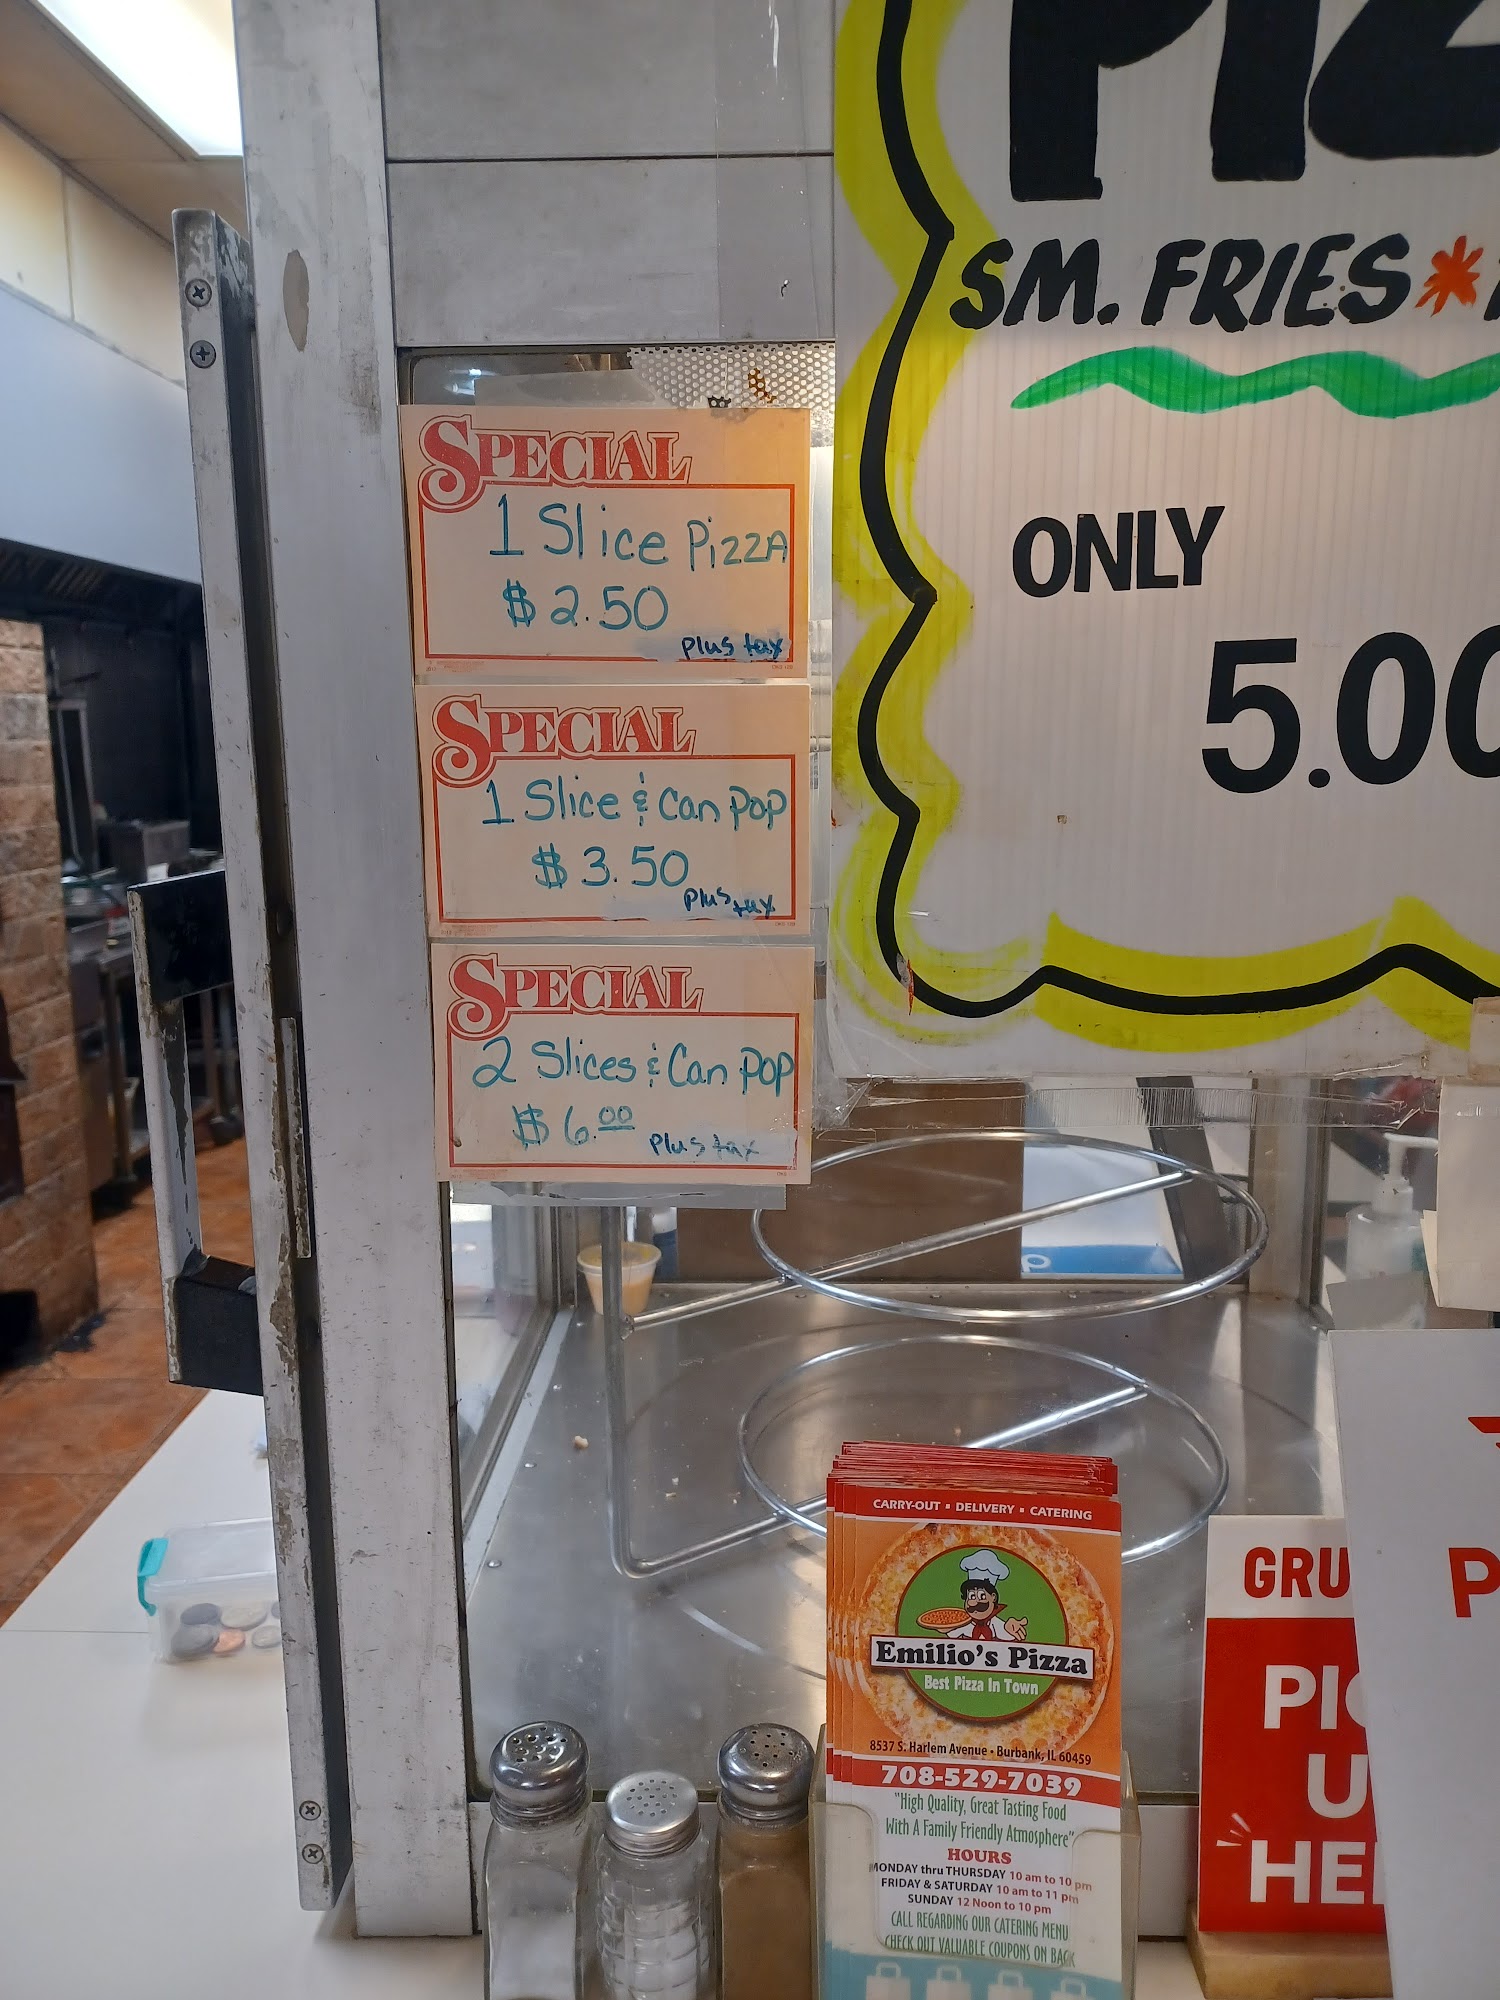 SPECIAL
1 Slice Pizza
$2.50
plus tax
SPECIAL
1 Slice & Can Pop
$3.50
plus tax
SPECIAL
2 Slices & Can Pop
$6.00
plus tax
SM. FRIES*
ONLY
5.00
CARRY-OUT • DELIVERY • CATERING
Emilio's Pizza
Best Pizza In Town
8537 S. Harlem Avenue • Burbank, IL 60459
708-529-7039
"High Quality, Great Tasting Food
With A Family Friendly Atmosphere"
HOURS
MONDAY thru THURSDAY 10 am to 10 pm
FRIDAY & SATURDAY 10 am to 11 pm
SUNDAY 12 Noon to 10 pm
CALL REGARDING OUR CATERING MENU
CHECK OUT VALUABLE COUPONS ON BACK
GRU
PIC
U
HE
P